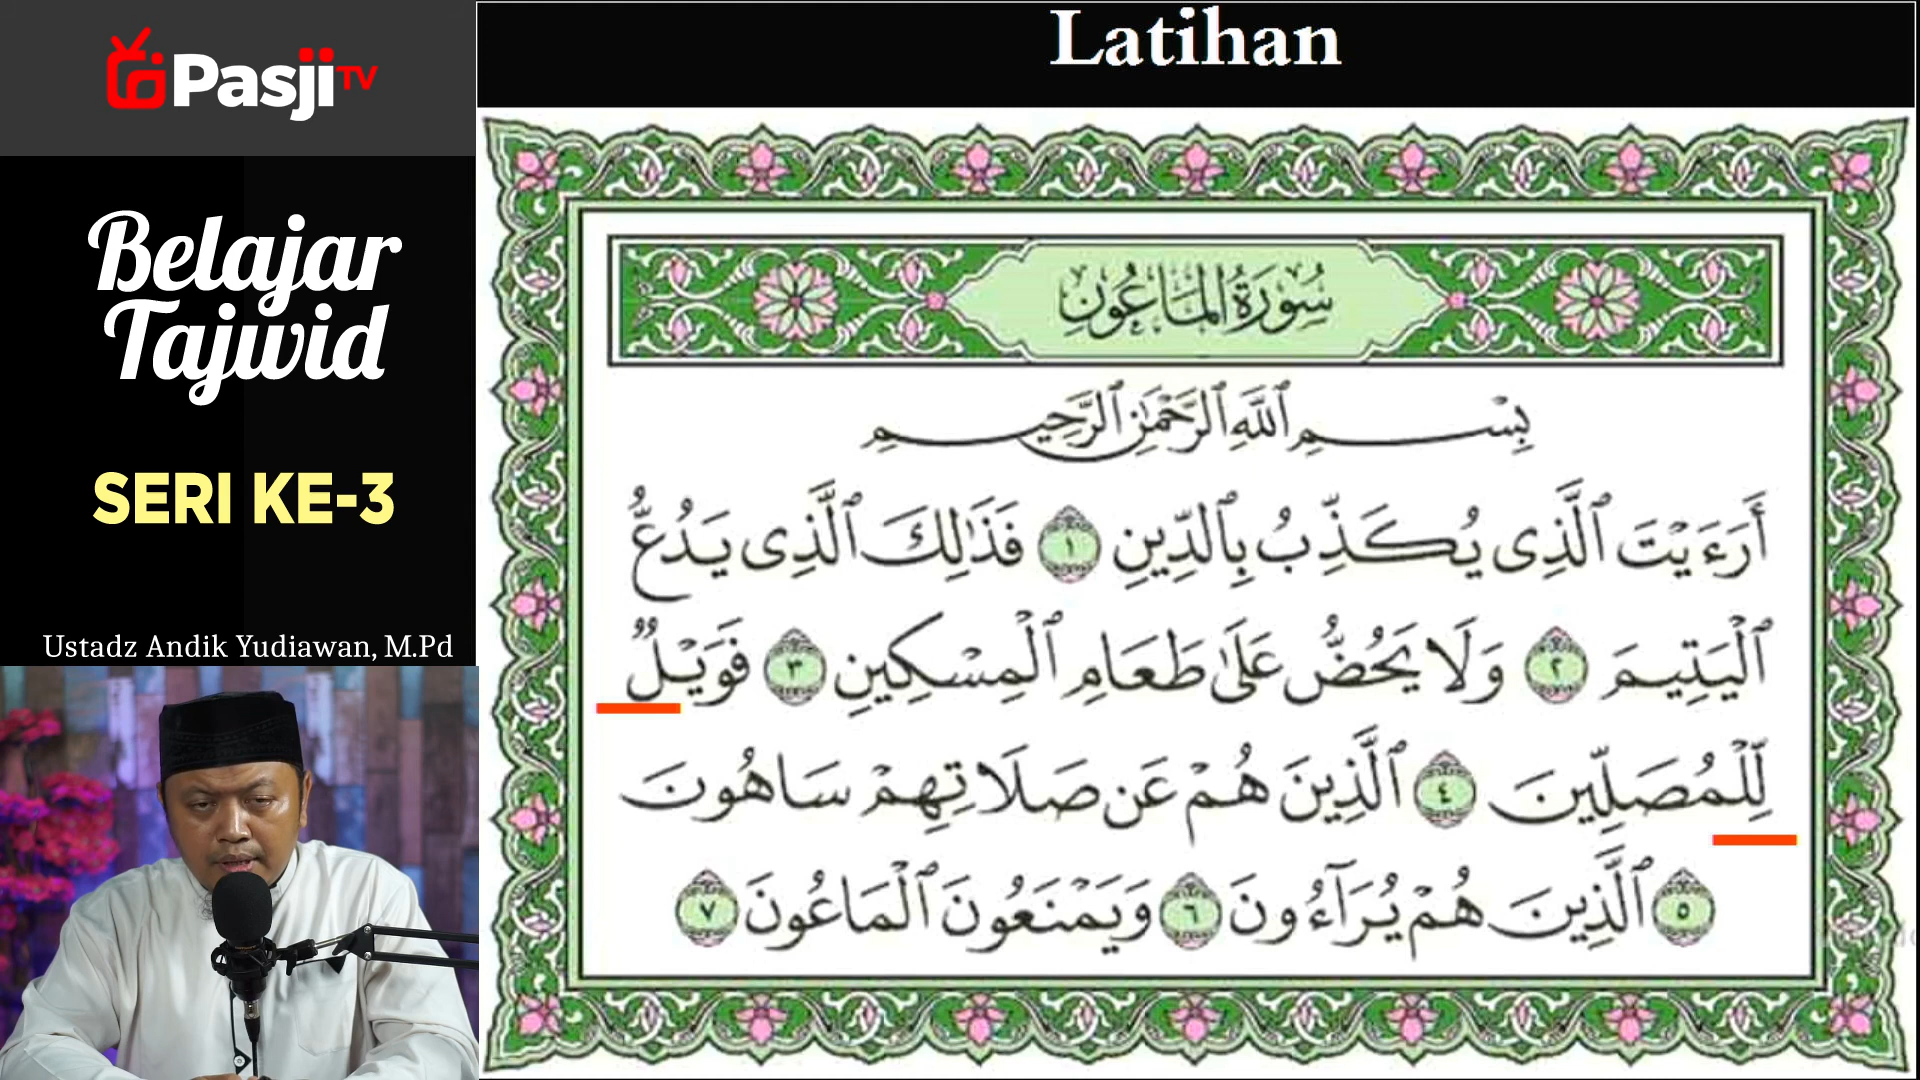 Pasji TV
Belajar
Tajwid
SERI KE-3
Ustadz Andik Yudiawan, M.Pd
Latihan
سُورَةُ الْمَاعُونِ
بِسْمِ ٱللَّهِ ٱلرَّحْمَٰنِ ٱلرَّحِيمِ
أَرَءَيْتَ ٱلَّذِى يُكَذِّبُ بِٱلدِّينِ ١ فَذَٰلِكَ ٱلَّذِى يَدُعُّ
ٱلْيَتِيمَ ٢ وَلَا يَحُضُّ عَلَىٰ طَعَامِ ٱلْمِسْكِينِ ٣ فَوَيْلٌ
لِّلْمُصَلِّينَ ٤ ٱلَّذِينَ هُمْ عَن صَلَاتِهِمْ سَاهُونَ
٥ ٱلَّذِينَ هُمْ يُرَآءُونَ ٦ وَيَمْنَعُونَ ٱلْمَاعُونَ ٧